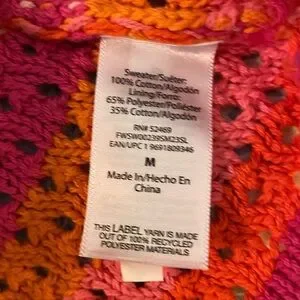 Sweater/Suéter:
100% Cotton/Algodón
Lining/Forro:
65% Polyester/Poliéster
35% Cotton/Algodón
RN# 52469
FWSW00239SM23SL
EAN/UPC 1 9691809346
M
Made In/Hecho En
China
THIS LABEL YARN IS MADE
OUT OF 100% RECYCLED
POLYESTER MATERIALS